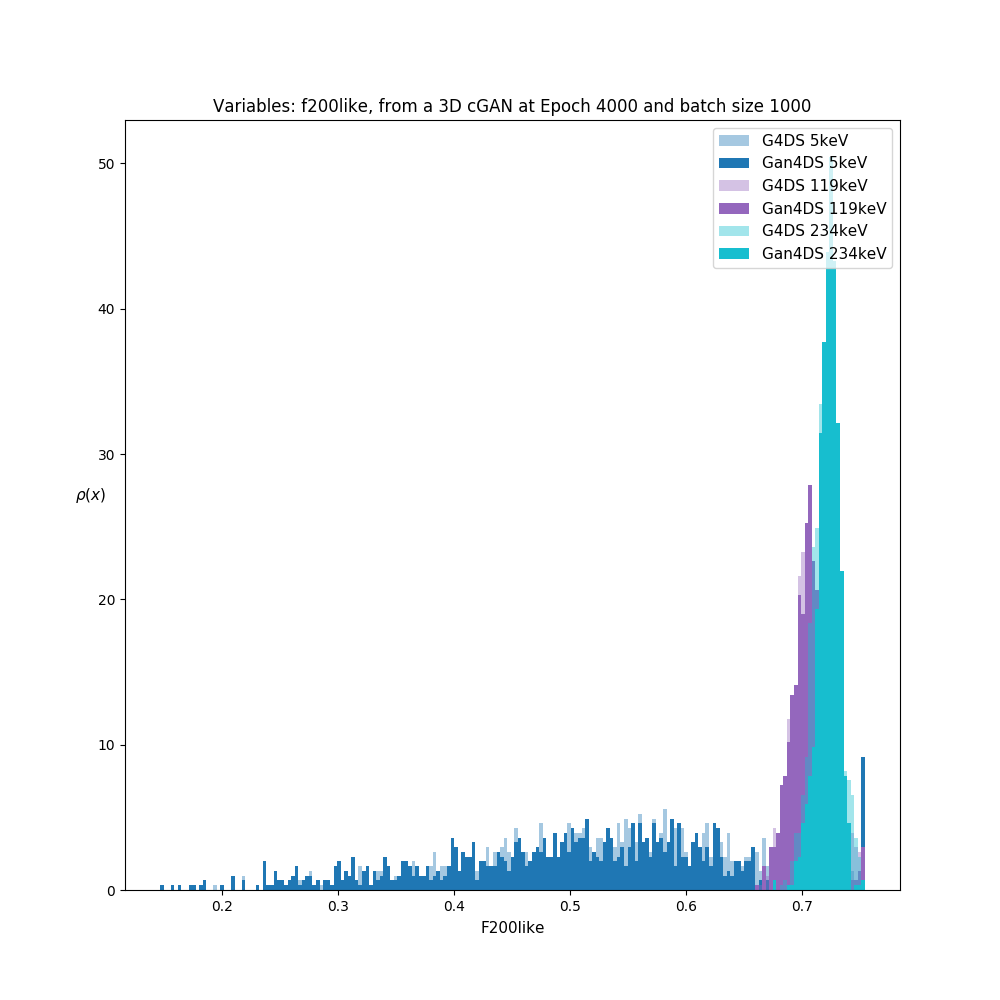 Variables: f200like, from a 3D cGAN at Epoch 4000 and batch size 1000
G4DS 5keV
Gan4DS 5keV
G4DS 119keV
Gan4DS 119keV
G4DS 234keV
Gan4DS 234keV
50
40
30
20
10
0
ρ(x)
0.2 0.3 0.4 0.5 0.6 0.7
F200like